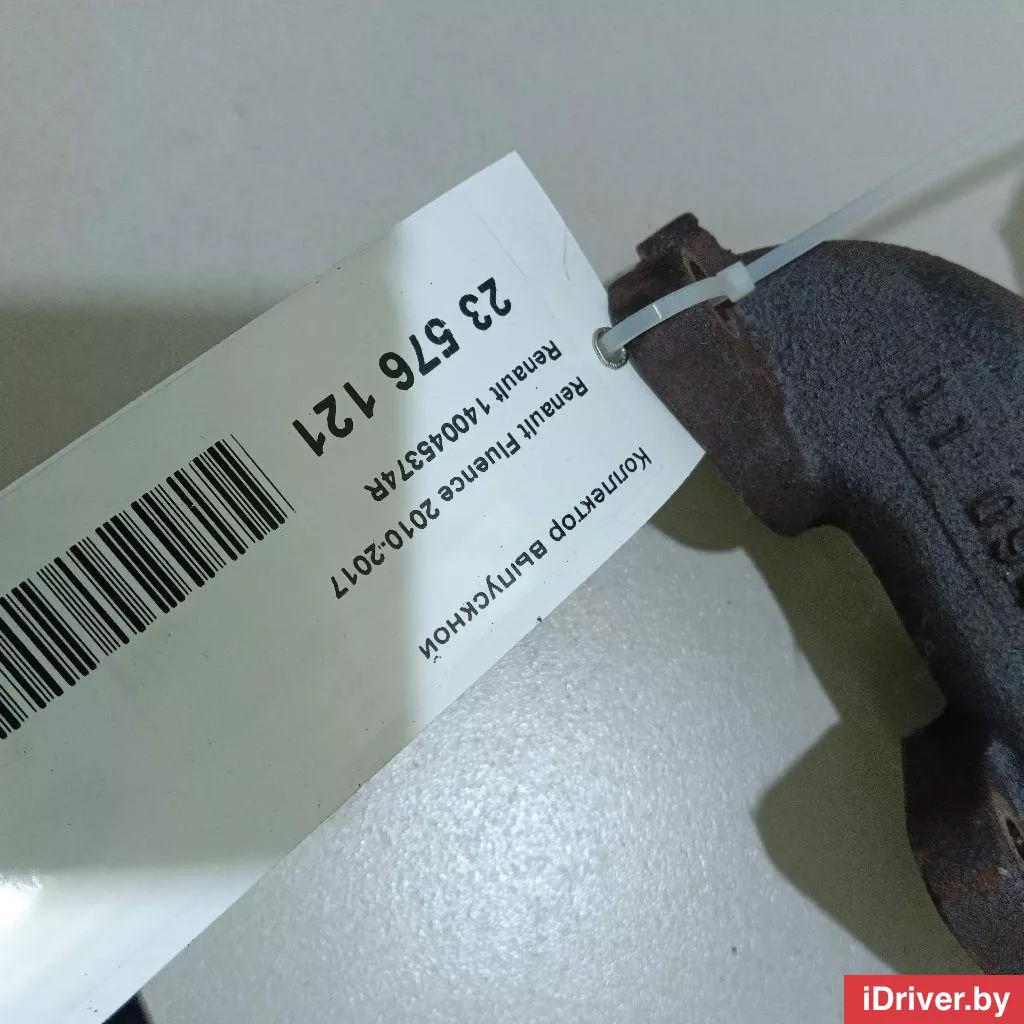 Коллектор выпускной
Renault Fluence 2010-2017
Renault 140045374R
23 576 121
iDriver.by